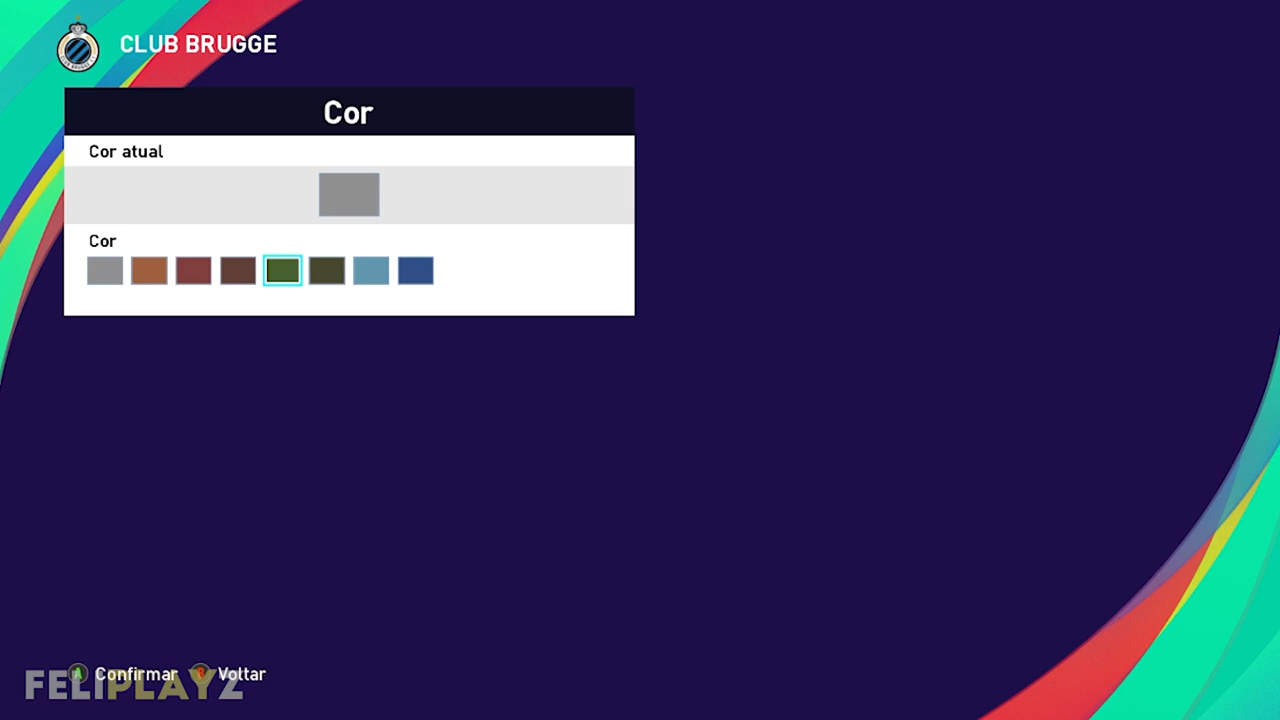 CLUB BRUGGE
Cor
Cor atual
Cor
A Confirmar B Voltar
FELIPLAYZ